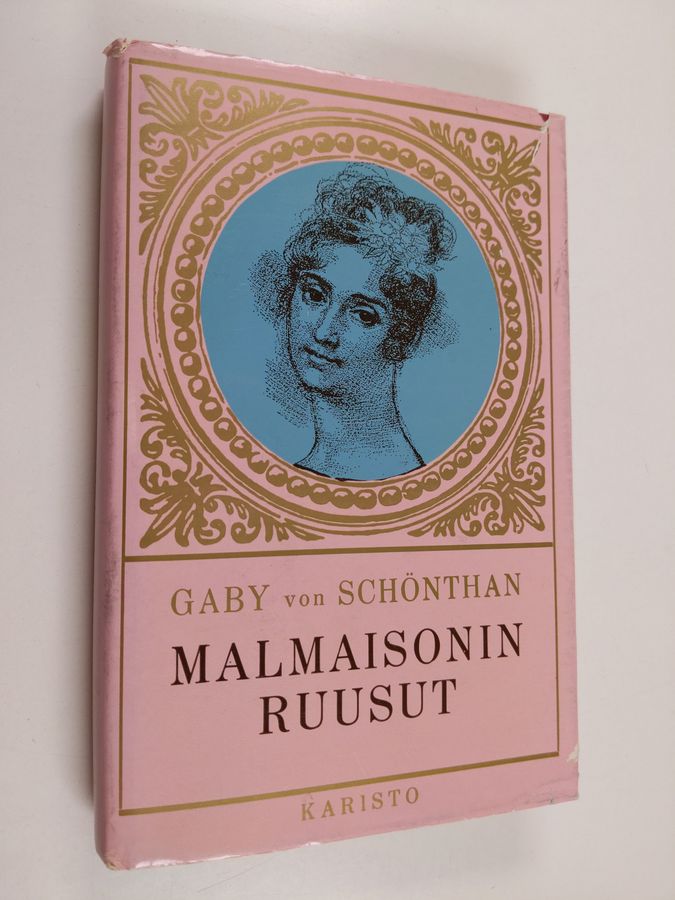 GABY von SCHÖNTHAN
MALMAISONIN
RUUSUT
KARISTO